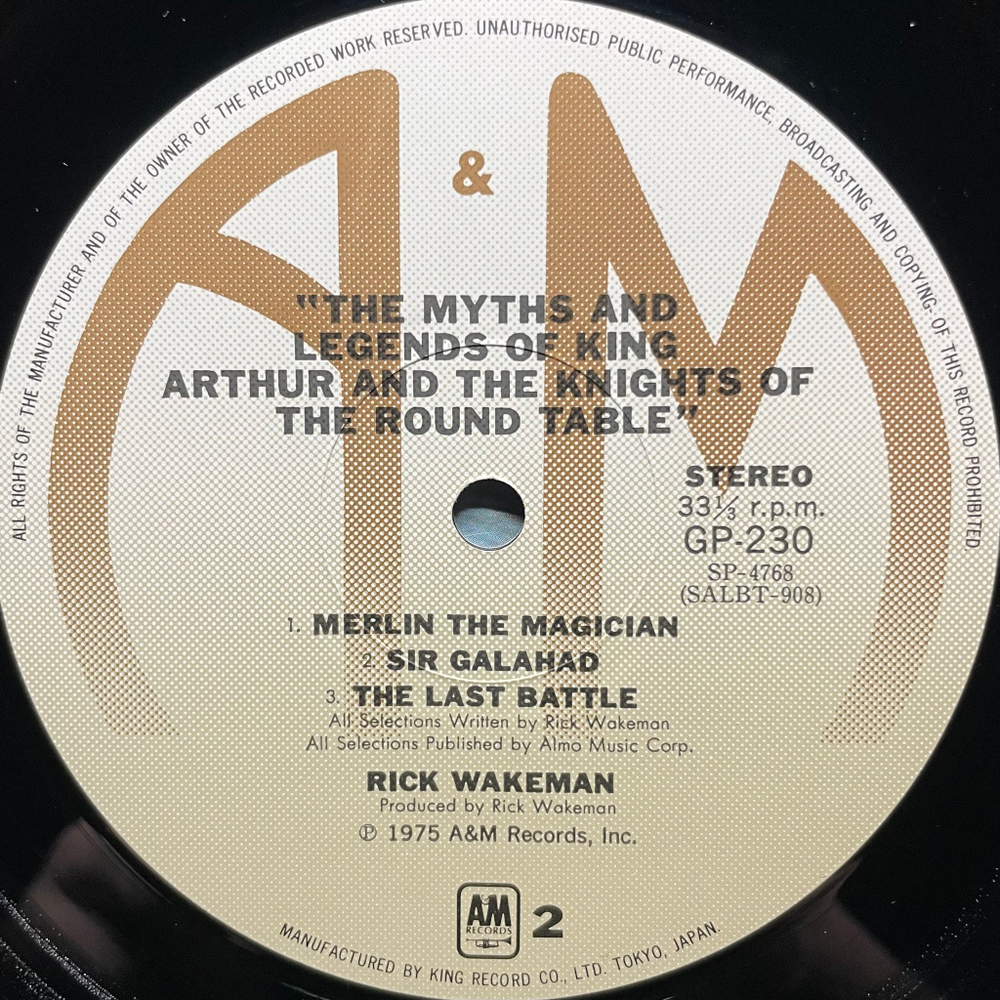 ALL RIGHTS OF THE MANUFACTURER AND OF THE OWNER OF THE RECORDED WORK RESERVED. UNAUTHORISED PUBLIC PERFORMANCE, BROADCASTING AND COPYING OF THIS RECORD PROHIBITED.
A & M
"THE MYTHS AND
LEGENDS OF KING
ARTHUR AND THE KNIGHTS OF
THE ROUND TABLE"
STEREO
33⅓ r.p.m.
GP-230
SP-4768
(SALBT-908)
1. MERLIN THE MAGICIAN
2. SIR GALAHAD
3. THE LAST BATTLE
All Selections Written by Rick Wakeman
All Selections Published by Almo Music Corp.
RICK WAKEMAN
Produced by Rick Wakeman
℗ 1975 A&M Records, Inc.
AM
RECORDS
2
MANUFACTURED BY KING RECORD CO., LTD. TOKYO, JAPAN.